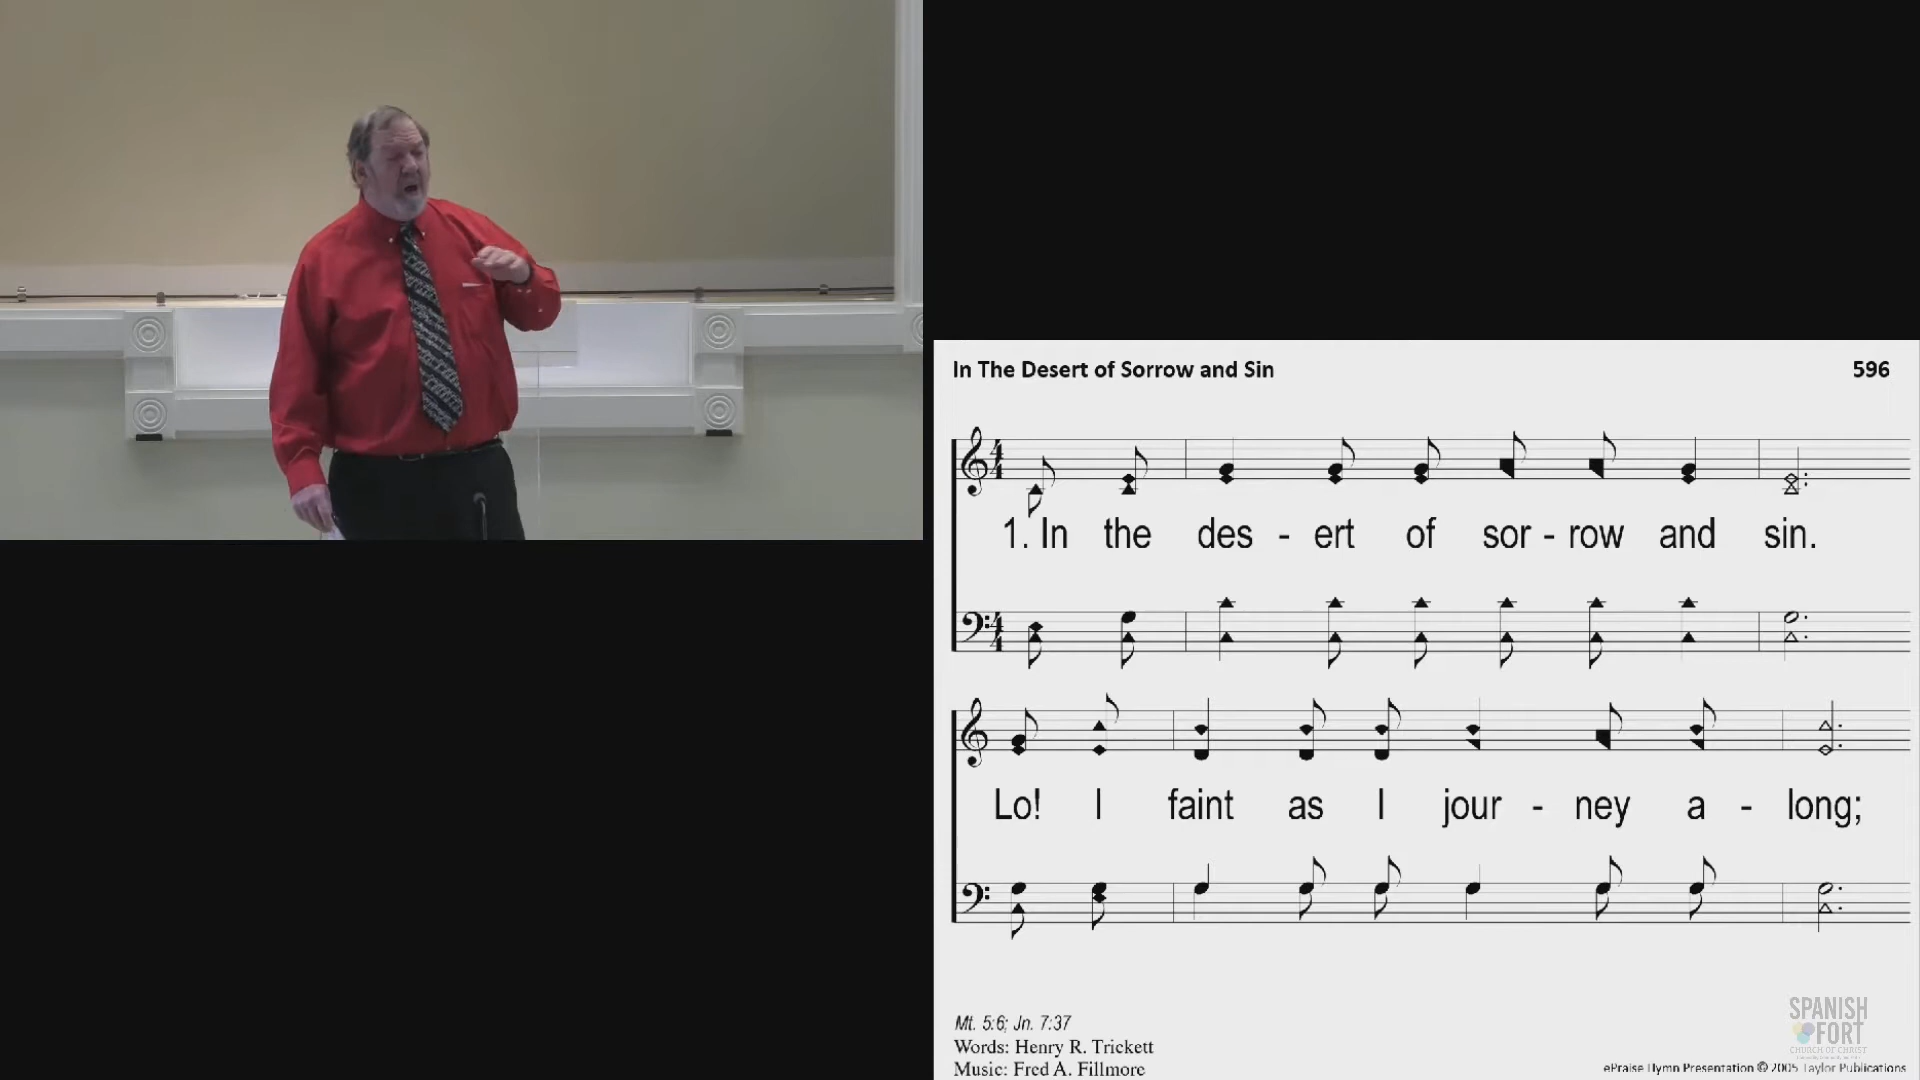 In The Desert of Sorrow and Sin 596
1. In the des - ert of sor - row and sin.
Lo! I faint as I jour - ney a - long;
Mt. 5:6; Jn. 7:37
Words: Henry R. Trickett
Music: Fred A. Fillmore
SPANISH
FORT
CHURCH OF CHRIST
ePraise Hymn Presentation © 2005 Taylor Publications